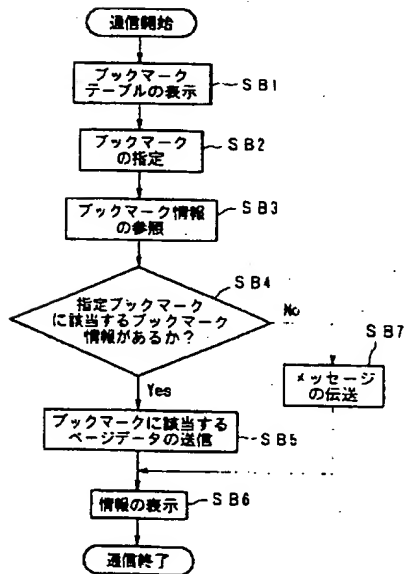 通信開始
ブックマーク
テーブルの表示
SB1
ブックマーク
の指定
SB2
ブックマーク情報
の参照
SB3
SB4
指定ブックマーク
に該当するブックマーク
情報があるか?
No
SB7
メッセージ
の伝送
Yes
ブックマークに該当する
ページデータの送信
SB5
情報の表示
SB6
通信終了